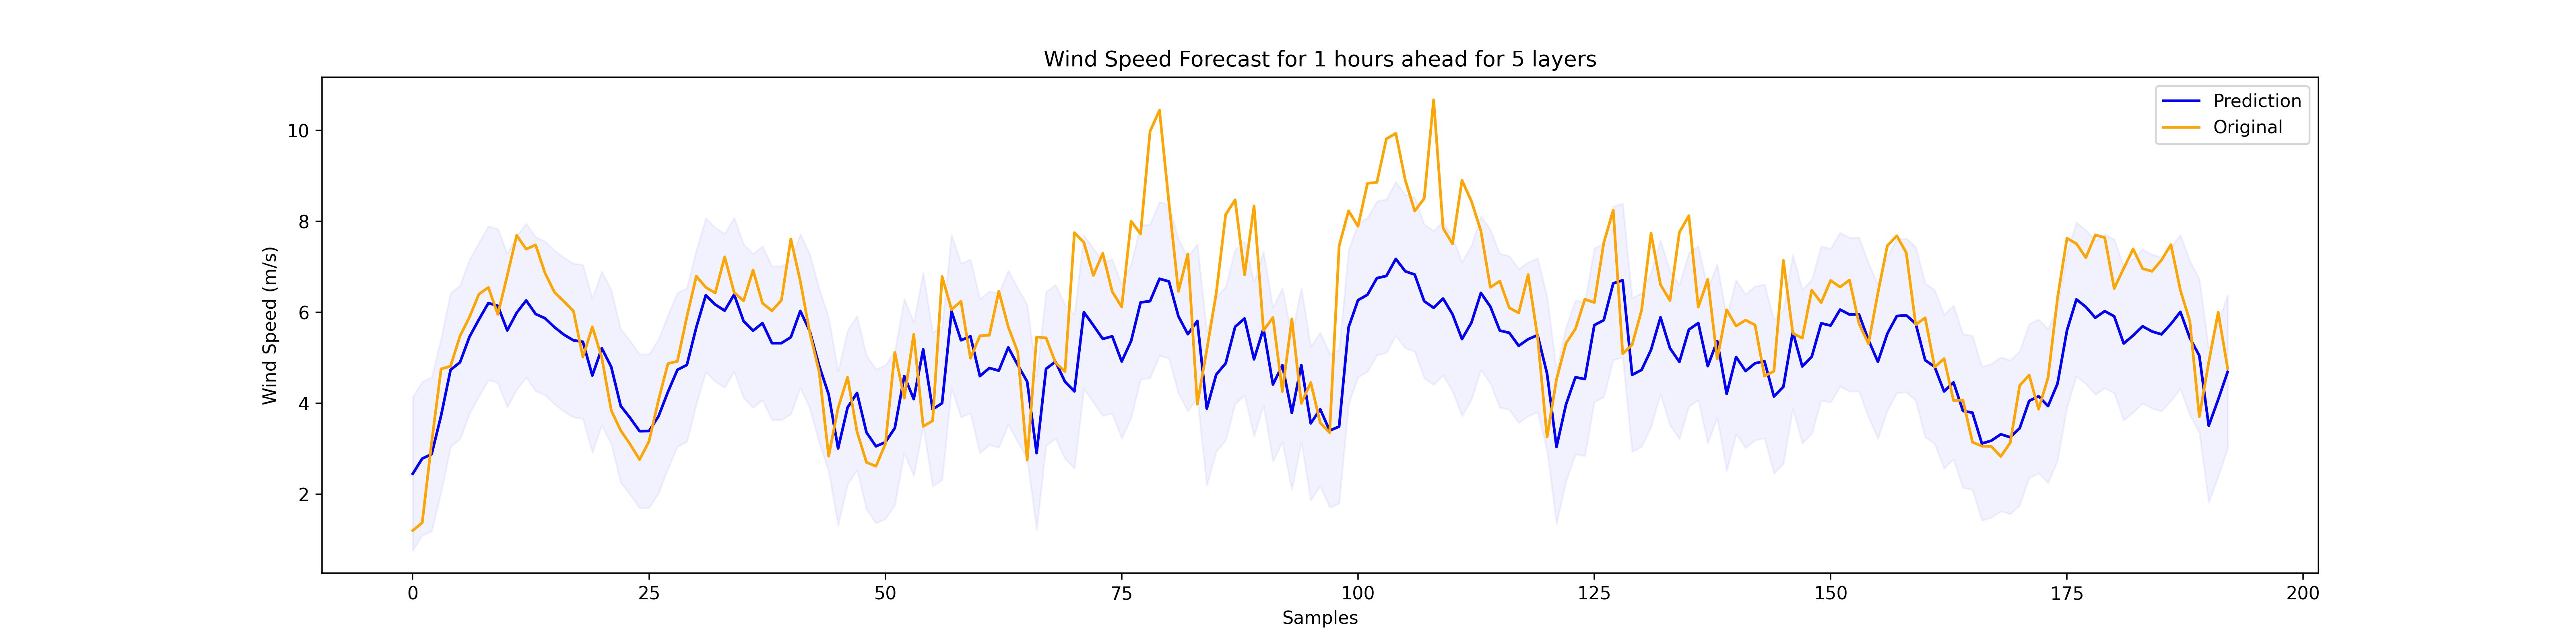 Wind Speed Forecast for 1 hours ahead for 5 layers
Prediction
Original
Wind Speed (m/s)
10
8
6
4
2
0 25 50 75 100 125 150 175 200
Samples